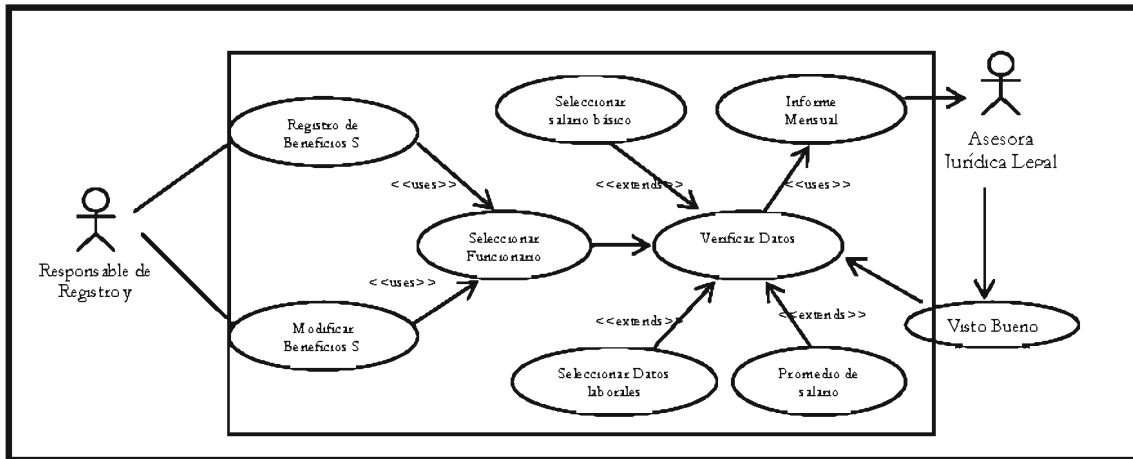 Seleccionar
salario básico
Informe
Mensual
Registro de
Beneficios S
Asesora
Jurídica Legal
<<uses>>
<<extends>>
<<uses>>
Seleccionar
Funcionario
Verificar Datos
Responsable de
Registro y
<<uses>>
Modificar
Beneficios S
<<extends>>
<<extends>>
Visto Bueno
Seleccionar Datos
laborales
Promedio de
salario